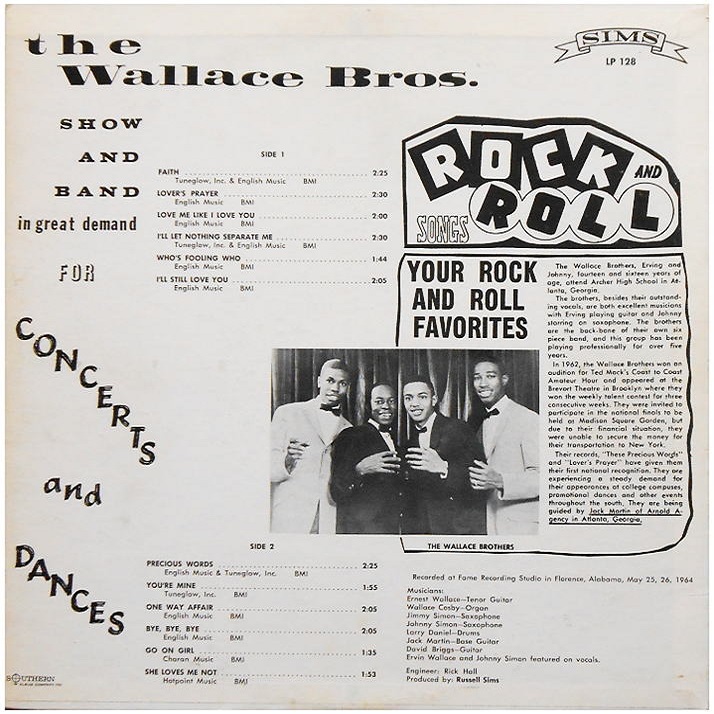 the
Wallace Bros.
SIMS
LP 128
SHOW
AND
BAND
in great demand
FOR
CONCERTS
and
DANCES
SIDE 1
FAITH 2:25
Tuneglow, Inc. & English Music BMI
LOVER'S PRAYER 2:30
English Music BMI
LOVE ME LIKE I LOVE YOU 2:00
English Music BMI
I'LL LET NOTHING SEPARATE ME 2:30
Tuneglow, Inc. & English Music BMI
WHO'S FOOLING WHO 1:44
English Music BMI
I'LL STILL LOVE YOU 2:05
English Music BMI
ROCK AND
ROLL
SONGS
YOUR ROCK
AND ROLL
FAVORITES
The Wallace Brothers, Erving and
Johnny, fourteen and sixteen years of
age, attend Archer High School in At-
lanta, Georgia.
The brothers, besides their outstand-
ing vocals, are both excellent musicians
with Erving playing guitar and Johnny
starring on saxophone. The brothers
are the back-bone of their own six
piece band, and this group has been
playing professionally for over five
years.
In 1962, the Wallace Brothers won an
audition for Ted Mack's Coast to Coast
Amateur Hour and appeared at the
Brevort Theatre in Brooklyn where they
won the weekly talent contest for three
consecutive weeks. They were invited to
participate in the national finals to be
held at Madison Square Garden, but
due to their financial situation, they
were unable to secure the money for
their transportation to New York.
Their records, "These Precious Words"
and "Lover's Prayer" have given them
their first national recognition. They are
experiencing a steady demand for
their appearances at college campuses,
promotional dances and other events
throughout the south. They are being
guided by Jack Martin of Arnold A-
gency in Atlanta, Georgia.
THE WALLACE BROTHERS
SIDE 2
PRECIOUS WORDS 2:25
English Music & Tuneglow, Inc. BMI
YOU'RE MINE 1:55
Tuneglow, Inc. BMI
ONE WAY AFFAIR 2:05
English Music BMI
BYE, BYE, BYE 2:05
English Music BMI
GO ON GIRL 1:35
Charan Music BMI
SHE LOVES ME NOT 1:53
Hotpoint Music BMI
Recorded at Fame Recording Studio in Florence, Alabama, May 25, 26, 1964
Musicians:
Ernest Wallace—Tenor Guitar
Wallace Cosby—Organ
Jimmy Simon—Saxophone
Johnny Simon—Saxophone
Larry Daniel—Drums
Jack Martin—Base Guitar
David Briggs—Guitar
Ervin Wallace and Johnny Simon featured on vocals.
Engineer: Rick Hall
Produced by: Russell Sims
SOUTHERN